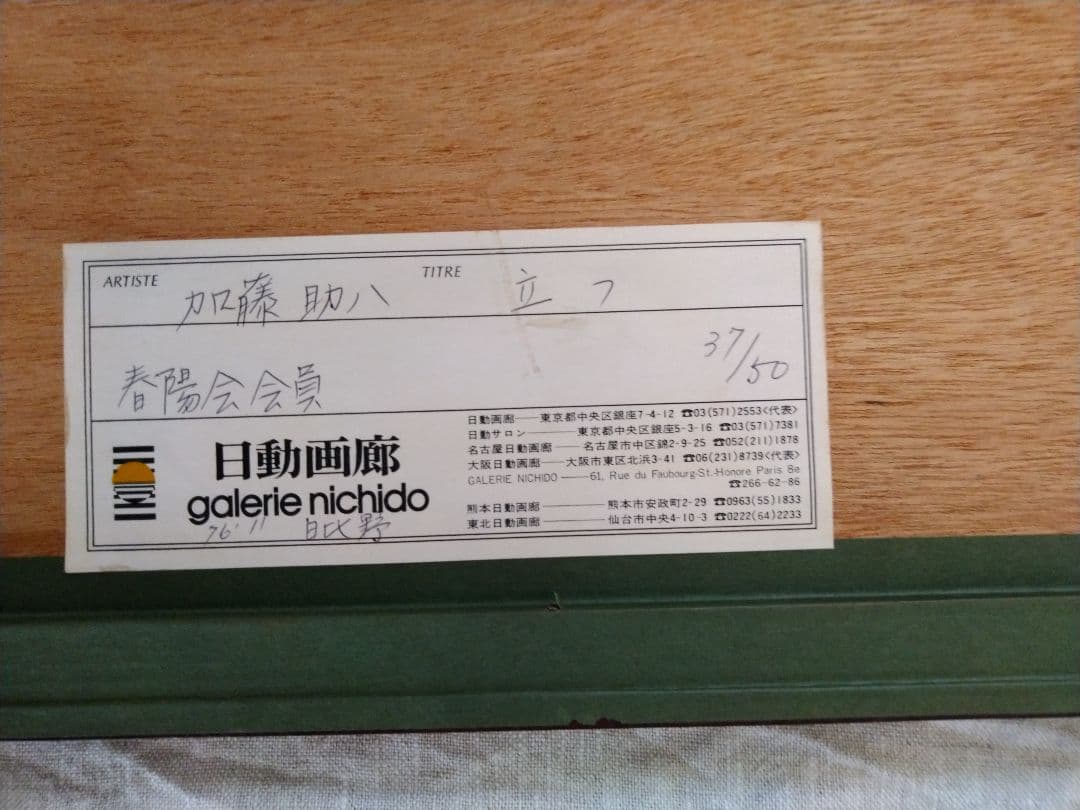 ARTISTE 加藤 助八 TITRE 立つ
37/50
春陽会会員
日動画廊
galerie nichido
76.11 日比野
日動画廊──東京都中央区銀座7-4-12 ☎03(571)2553〈代表〉
日動サロン──東京都中央区銀座5-3-16 ☎03(571)7381
名古屋日動画廊──名古屋市中区錦2-9-25 ☎052(211)1878
大阪日動画廊──大阪市東区北浜3-41 ☎06(231)8739〈代表〉
GALERIE NICHIDO──61, Rue du Faubourg-St.-Honore Paris 8e
☎266-62-86
熊本日動画廊──熊本市安政町2-29 ☎0963(55)1833
東北日動画廊──仙台市中央4-10-3 ☎0222(64)2233